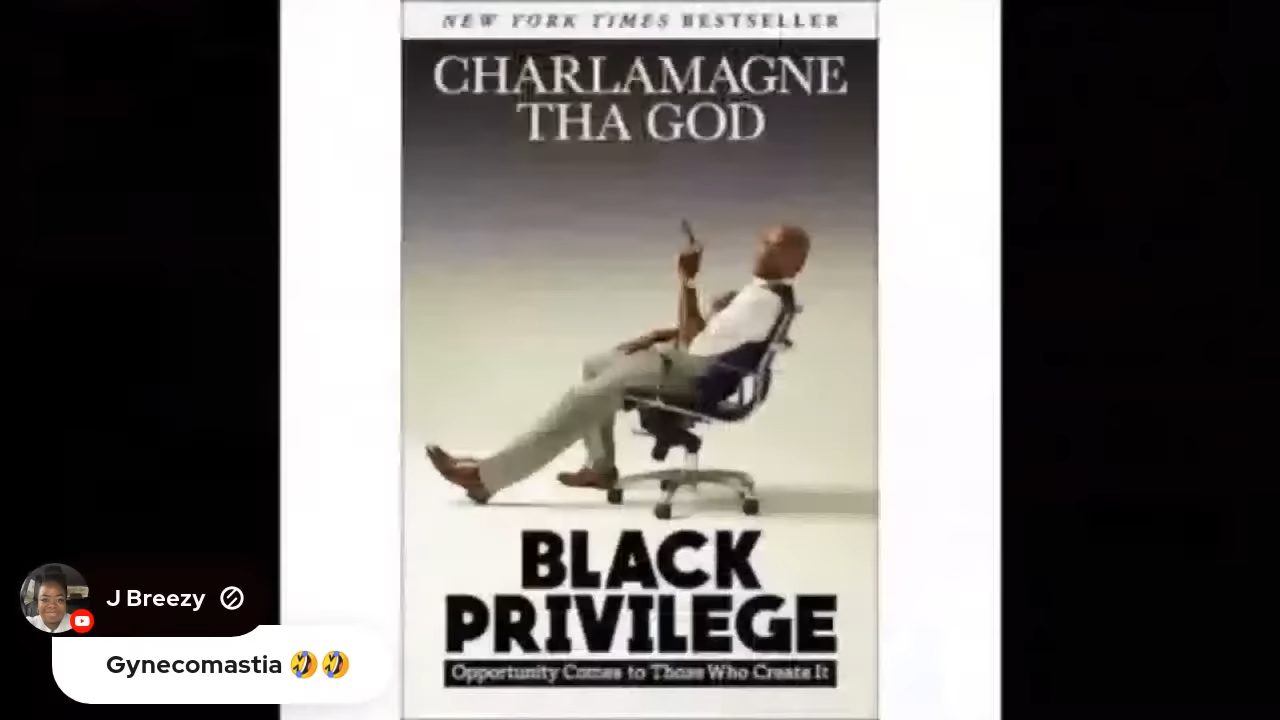 NEW YORK TIMES BESTSELLER
CHARLAMAGNE
THA GOD
BLACK
PRIVILEGE
Opportunity Comes to Those Who Create It
J Breezy
Gynecomastia 🤣🤣